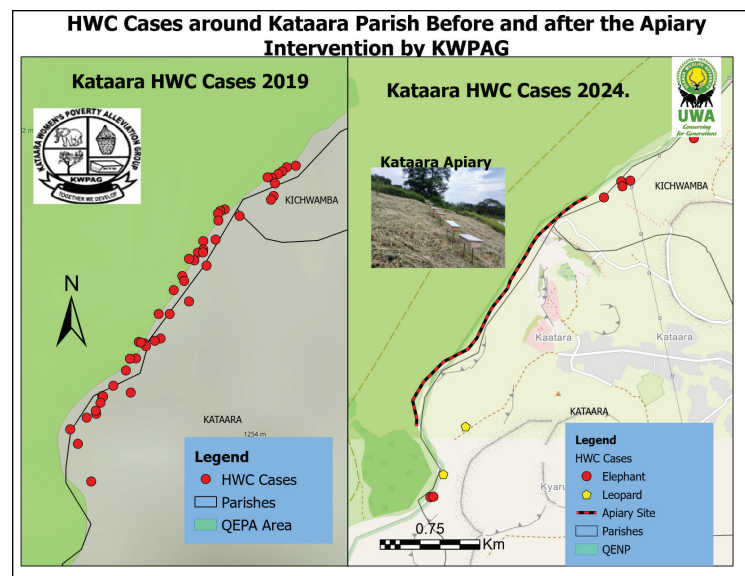 HWC Cases around Kataara Parish Before and after the Apiary
Intervention by KWPAG
Kataara HWC Cases 2019
KATAARA WOMEN'S POVERTY ALLEVIATION GROUP
KWPAG
TOGETHER WE DEVELOP
KICHWAMBA
N
KATAARA
1254 m
Legend
HWC Cases
Parishes
QEPA Area
Kataara HWC Cases 2024.
UWA
Conserving
for Generations
Kataara Apiary
KICHWAMBA
Kaatara
Kataara
KATAARA
0.75
Km
Legend
HWC Cases
Elephant
Leopard
Apiary Site
Parishes
QENP